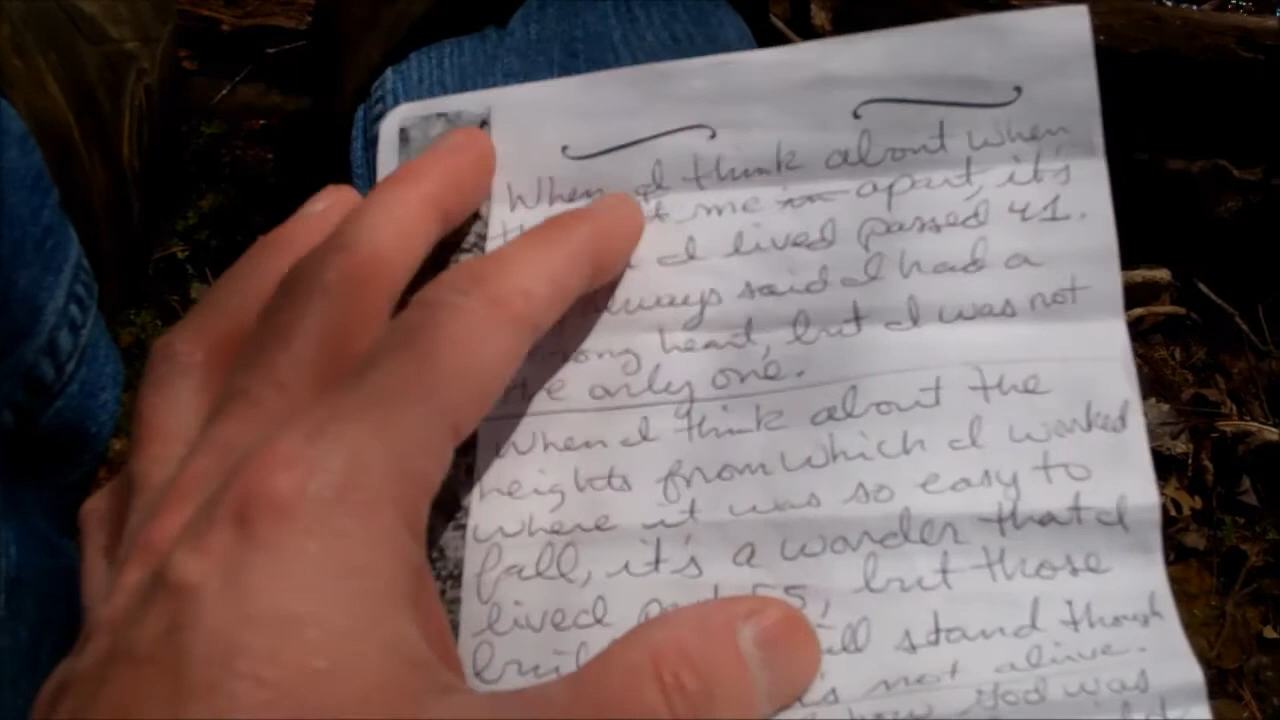 When I think about when
me apart, it's
I lived passed 41.
always said I had a
heart, but I was not
the only one.
When I think about the
heights from which I worked
where it was so easy to
fall, it's a wonder that I
lived 55, but those
stand though
is not alive.
how God was